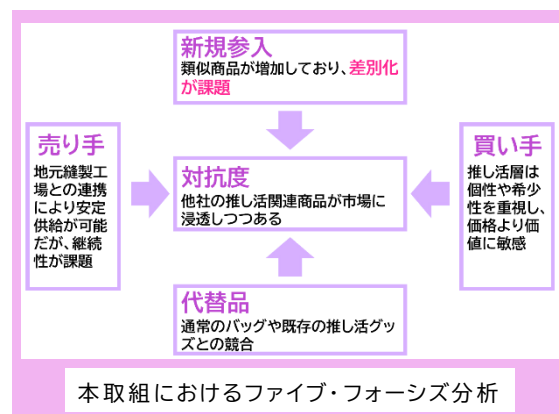 新規参入
類似商品が増加しており、差別化
が課題
売り手
地元縫製工
場との連携
により安定
供給が可能
だが、継続
性が課題
対抗度
他社の推し活関連商品が市場に
浸透しつつある
買い手
推し活層は
個性や希少
性を重視し、
価格より価
値に敏感
代替品
通常のバッグや既存の推し活グッ
ズとの競合
本取組におけるファイブ・フォーシズ分析